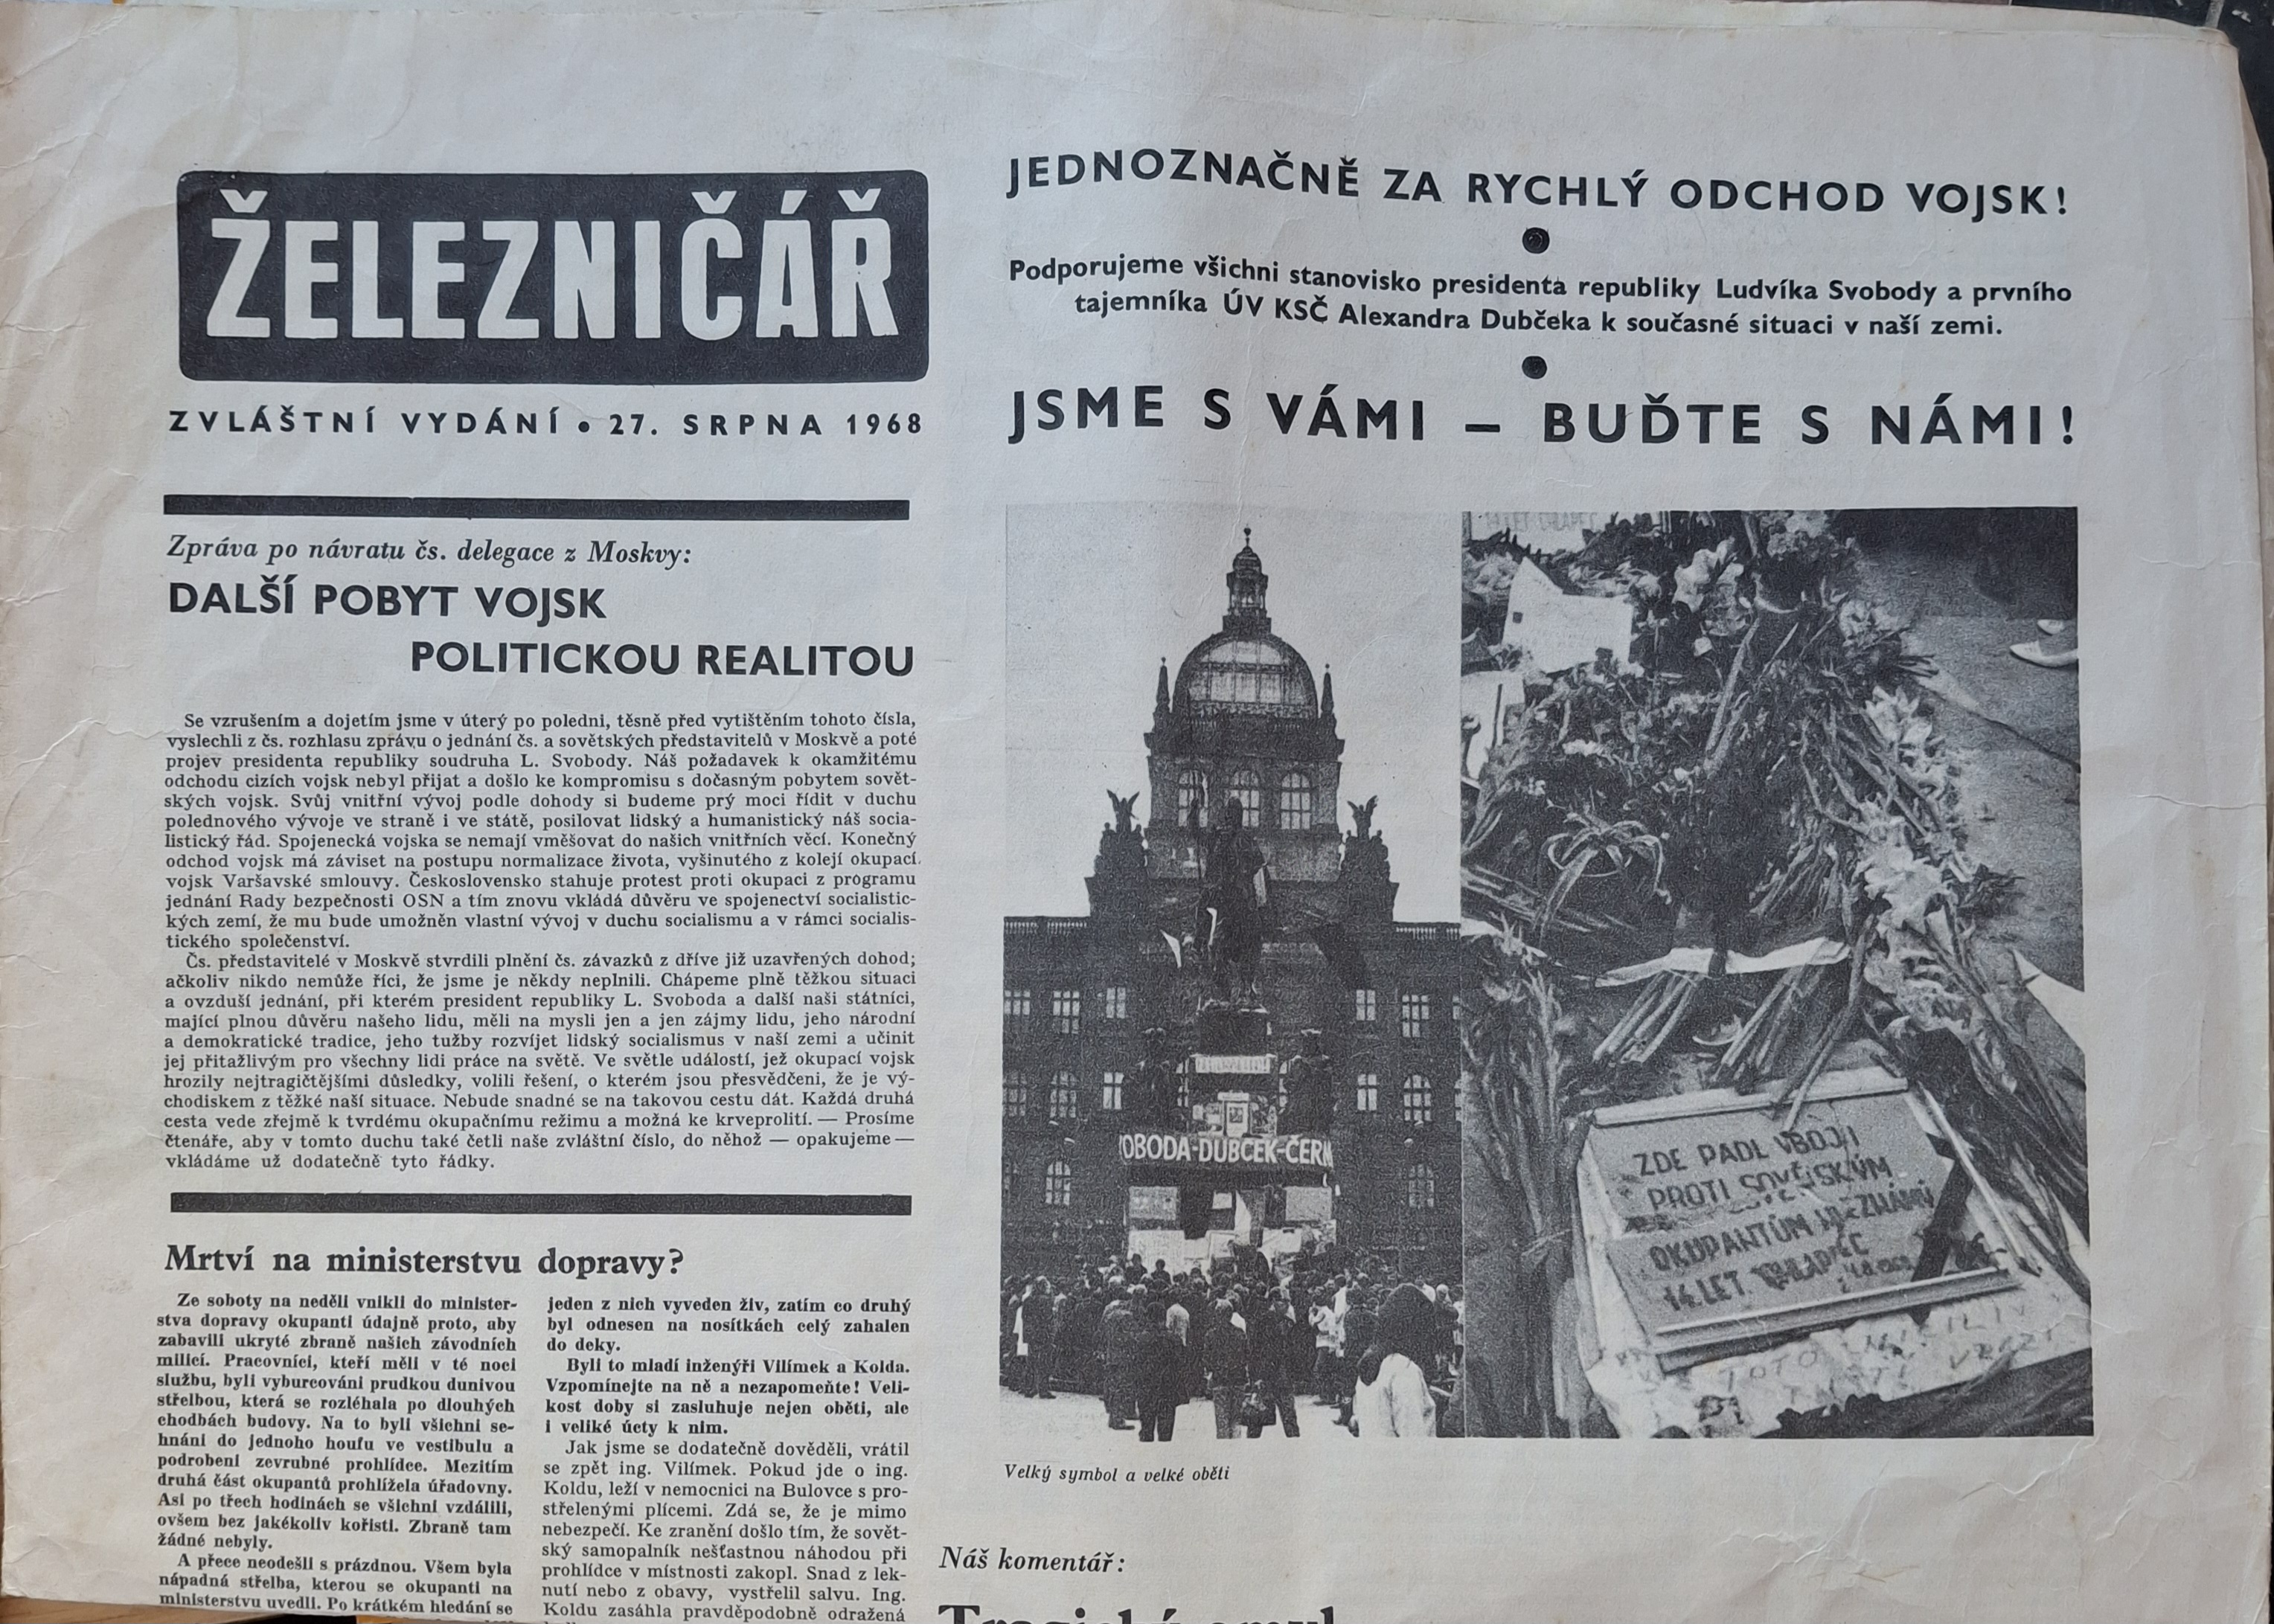 ŽELEZNIČÁŘ
ZVLÁŠTNÍ VYDÁNÍ • 27. SRPNA 1968
JEDNOZNAČNĚ ZA RYCHLÝ ODCHOD VOJSK!
Podporujeme všichni stanovisko presidenta republiky Ludvíka Svobody a prvního
tajemníka ÚV KSČ Alexandra Dubčeka k současné situaci v naší zemi.
JSME S VÁMI — BUĎTE S NÁMI!
Zpráva po návratu čs. delegace z Moskvy:
DALŠÍ POBYT VOJSK
POLITICKOU REALITOU
Se vzrušením a dojetím jsme v úterý po poledni, těsně před vytištěním tohoto čísla,
vyslechli z čs. rozhlasu zprávu o jednání čs. a sovětských představitelů v Moskvě a poté
projev presidenta republiky soudruha L. Svobody. Náš požadavek k okamžitému
odchodu cizích vojsk nebyl přijat a došlo ke kompromisu s dočasným pobytem sovět-
ských vojsk. Svůj vnitřní vývoj podle dohody si budeme prý moci řídit v duchu
polednového vývoje ve straně i ve státě, posilovat lidský a humanistický náš socia-
listický řád. Spojenecká vojska se nemají vměšovat do našich vnitřních věcí. Konečný
odchod vojsk má záviset na postupu normalizace života, vyšinutého z kolejí okupací
vojsk Varšavské smlouvy. Československo stahuje protest proti okupaci z programu
jednání Rady bezpečnosti OSN a tím znovu vkládá důvěru ve spojenectví socialistic-
kých zemí, že mu bude umožněn vlastní vývoj v duchu socialismu a v rámci socialis-
tického společenství.
Čs. představitelé v Moskvě stvrdili plnění čs. závazků z dříve již uzavřených dohod;
ačkoliv nikdo nemůže říci, že jsme je někdy neplnili. Chápeme plně těžkou situaci
a ovzduší jednání, při kterém president republiky L. Svoboda a další naši státníci,
mající plnou důvěru našeho lidu, měli na mysli jen a jen zájmy lidu, jeho národní
a demokratické tradice, jeho tužby rozvíjet lidský socialismus v naší zemi a učinit
jej přitažlivým pro všechny lidi práce na světě. Ve světle událostí, jež okupací vojsk
hrozily nejtragičtějšími důsledky, volili řešení, o kterém jsou přesvědčeni, že je vý-
chodiskem z těžké naší situace. Nebude snadné se na takovou cestu dát. Každá druhá
cesta vede zřejmě k tvrdému okupačnímu režimu a možná ke krveprolití. — Prosíme
čtenáře, aby v tomto duchu také četli naše zvláštní číslo, do něhož — opakujeme —
vkládáme už dodatečně tyto řádky.
Mrtví na ministerstvu dopravy?
Ze soboty na neděli vnikli do minister-
stva dopravy okupanti údajně proto, aby
zabavili ukryté zbraně našich závodních
milicí. Pracovníci, kteří měli v té noci
službu, byli vyburcováni prudkou dunivou
střelbou, která se rozléhala po dlouhých
chodbách budovy. Na to byli všichni se-
hnáni do jednoho houfu ve vestibulu a
podrobeni zevrubné prohlídce. Mezitím
druhá část okupantů prohlížela úřadovny.
Asi po třech hodinách se všichni vzdálili,
ovšem bez jakékoliv kořisti. Zbraně tam
žádné nebyly.
A přece neodešli s prázdnou. Všem byla
nápadná střelba, kterou se okupanti na
ministerstvu uvedli. Po krátkém hledání se
jeden z nich vyveden živ, zatím co druhý
byl odnesen na nosítkách celý zahalen
do deky.
Byli to mladí inženýři Vilímek a Kolda.
Vzpomínejte na ně a nezapomeňte! Veli-
kost doby si zasluhuje nejen oběti, ale
i veliké úcty k nim.
Jak jsme se dodatečně dověděli, vrátil
se zpět ing. Vilímek. Pokud jde o ing.
Koldu, leží v nemocnici na Bulovce s pro-
střelenými plícemi. Zdá se, že je mimo
nebezpečí. Ke zranění došlo tím, že sovět-
ský samopalník nešťastnou náhodou při
prohlídce v místnosti zakopl. Snad z lek-
nutí nebo z obavy, vystřelil salvu. Ing.
Koldu zasáhla pravděpodobně odražená
OBODA-DUBČEK-ČERN
ZDE PADL V BOJI
PROTI SOVĚTSKÝM
OKUPANTŮM NEZNÁMÝ
14 LET.
TOTO
Velký symbol a velké oběti
Náš komentář: